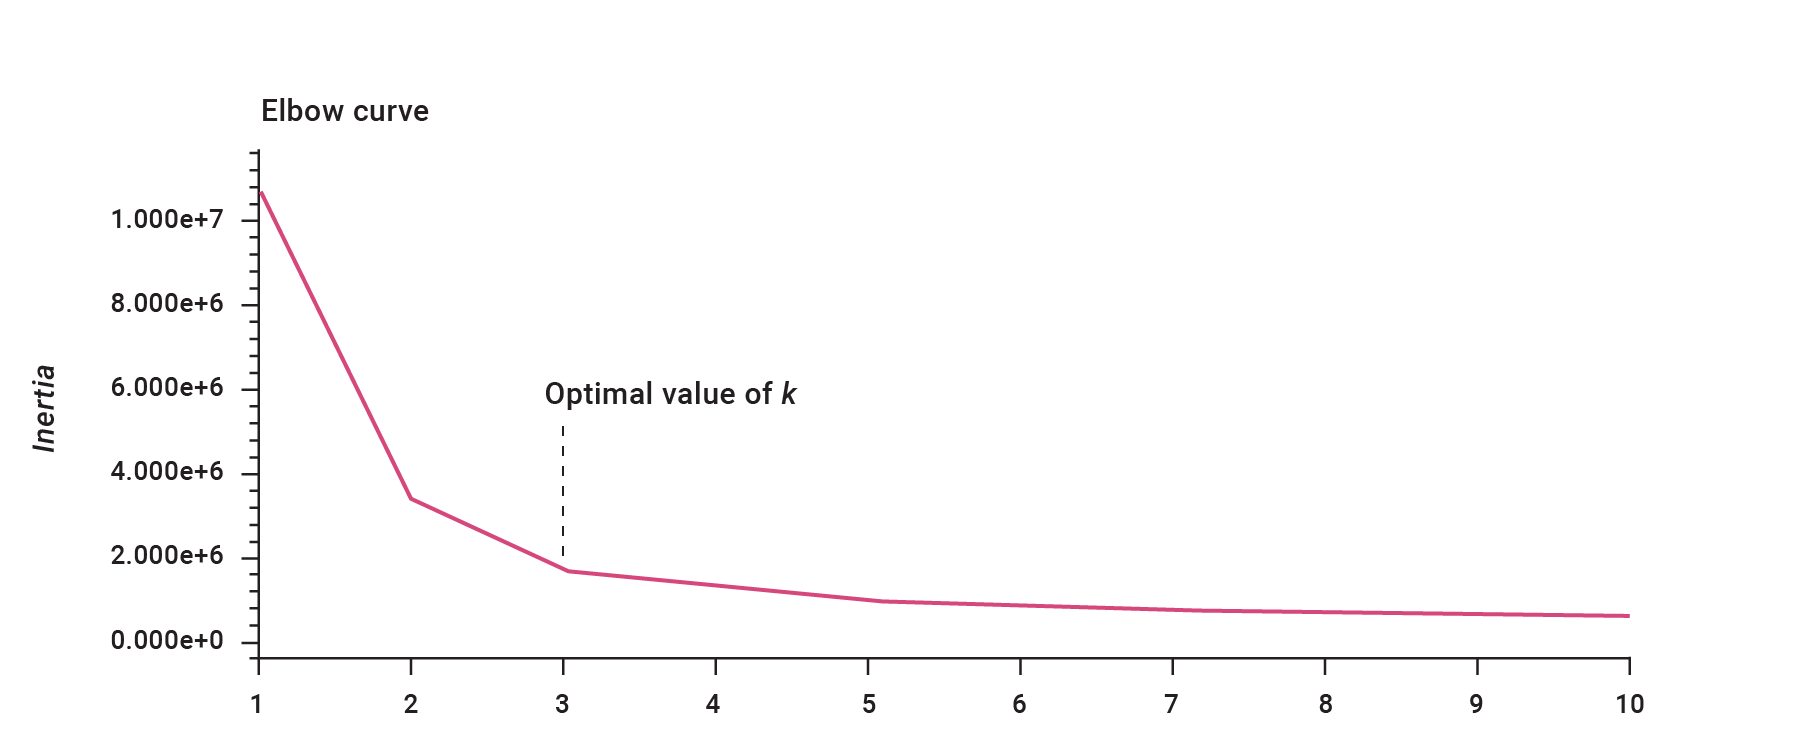 Elbow curve
1.000e+7
8.000e+6
6.000e+6
4.000e+6
2.000e+6
0.000e+0
Inertia
Optimal value of k
1 2 3 4 5 6 7 8 9 10